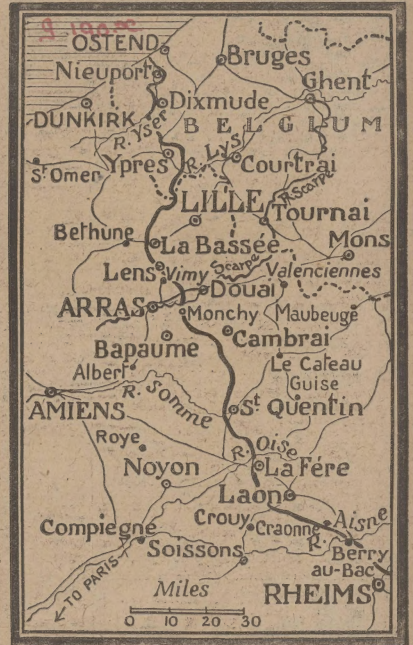 OSTEND
Bruges
Nieuport
Ghent
Dixmude
DUNKIRK
R. Yser
BELGIUM
Ypres
R. Lys
Courtrai
St Omer
LILLE
R. Scarpe
Tournai
Bethune
La Bassée
Mons
Lens
Vimy
Scarpe
Valenciennes
Douai
ARRAS
Monchy
Maubeuge
Bapaume
Cambrai
Albert
Le Cateau
Guise
AMIENS
R. Somme
St Quentin
Roye
R. Oise
Noyon
La Fére
Laon
Crouy
Aisne
Compiegne
Craonne
R.
Soissons
Berry
au-Bac
TO PARIS
Miles
RHEIMS
0 10 20 30